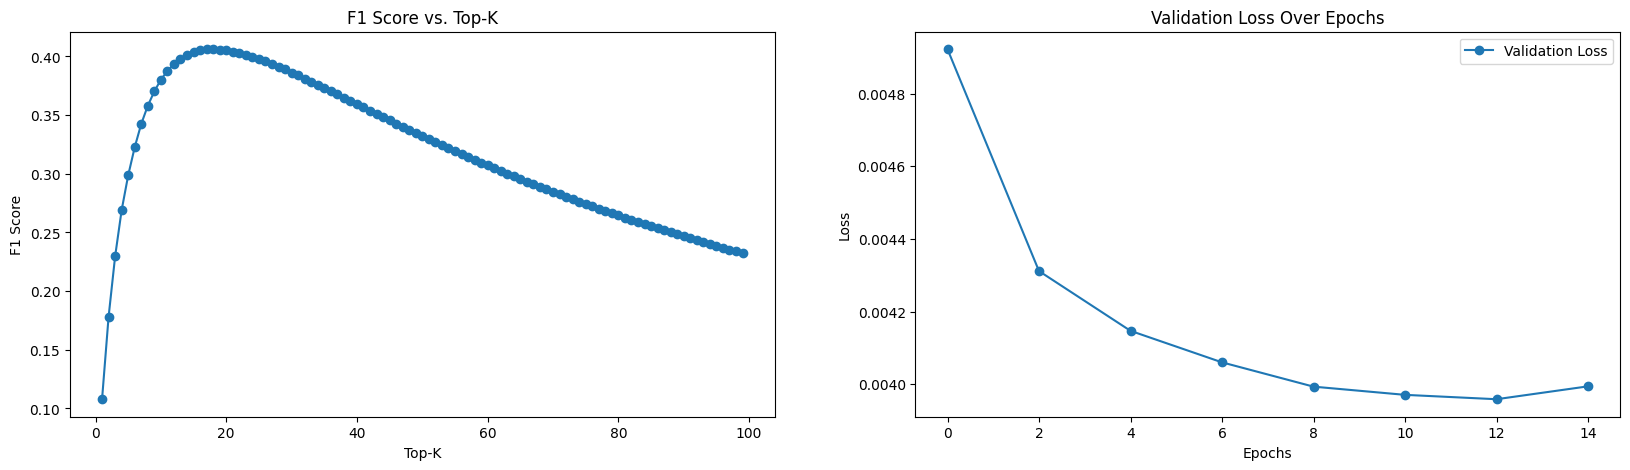 F1 Score vs. Top-K
0.40
0.35
0.30
0.25
0.20
0.15
0.10
F1 Score
0 20 40 60 80 100
Top-K
Validation Loss Over Epochs
Validation Loss
0.0048
0.0046
0.0044
0.0042
0.0040
Loss
0 2 4 6 8 10 12 14
Epochs